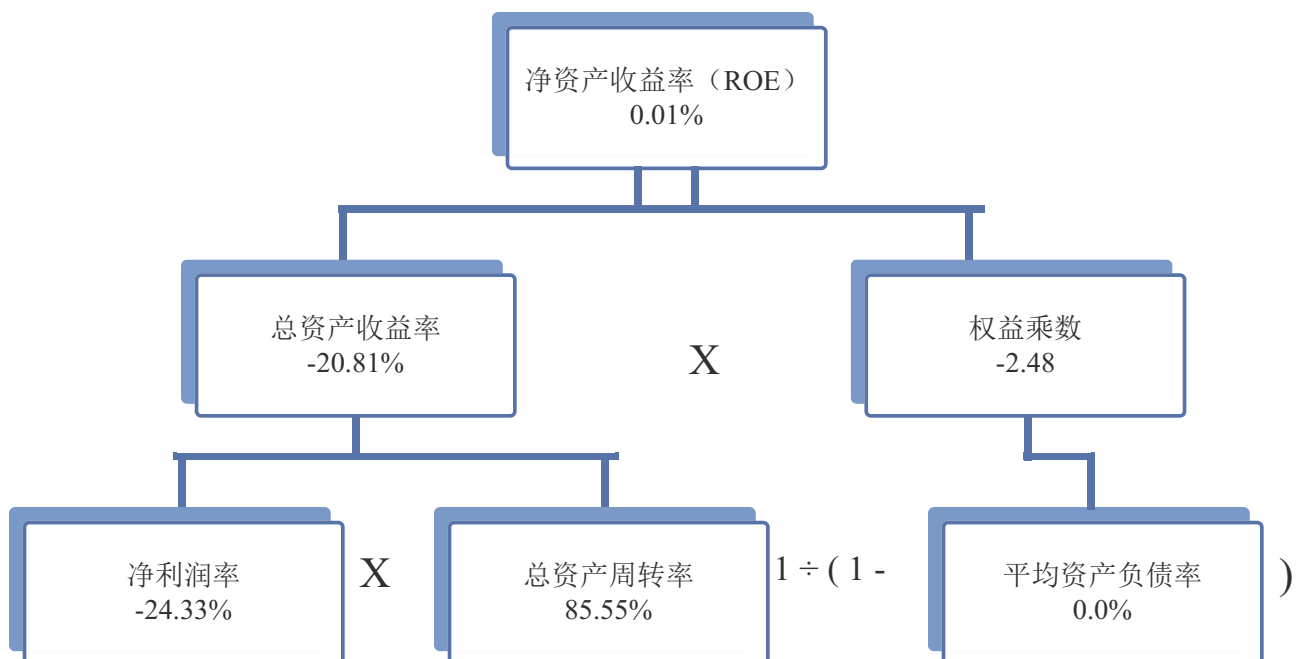 净资产收益率（ROE）
0.01%
总资产收益率
-20.81%
X
权益乘数
-2.48
净利润率
-24.33%
X
总资产周转率
85.55%
1 ÷ ( 1 -
平均资产负债率
0.0%
)